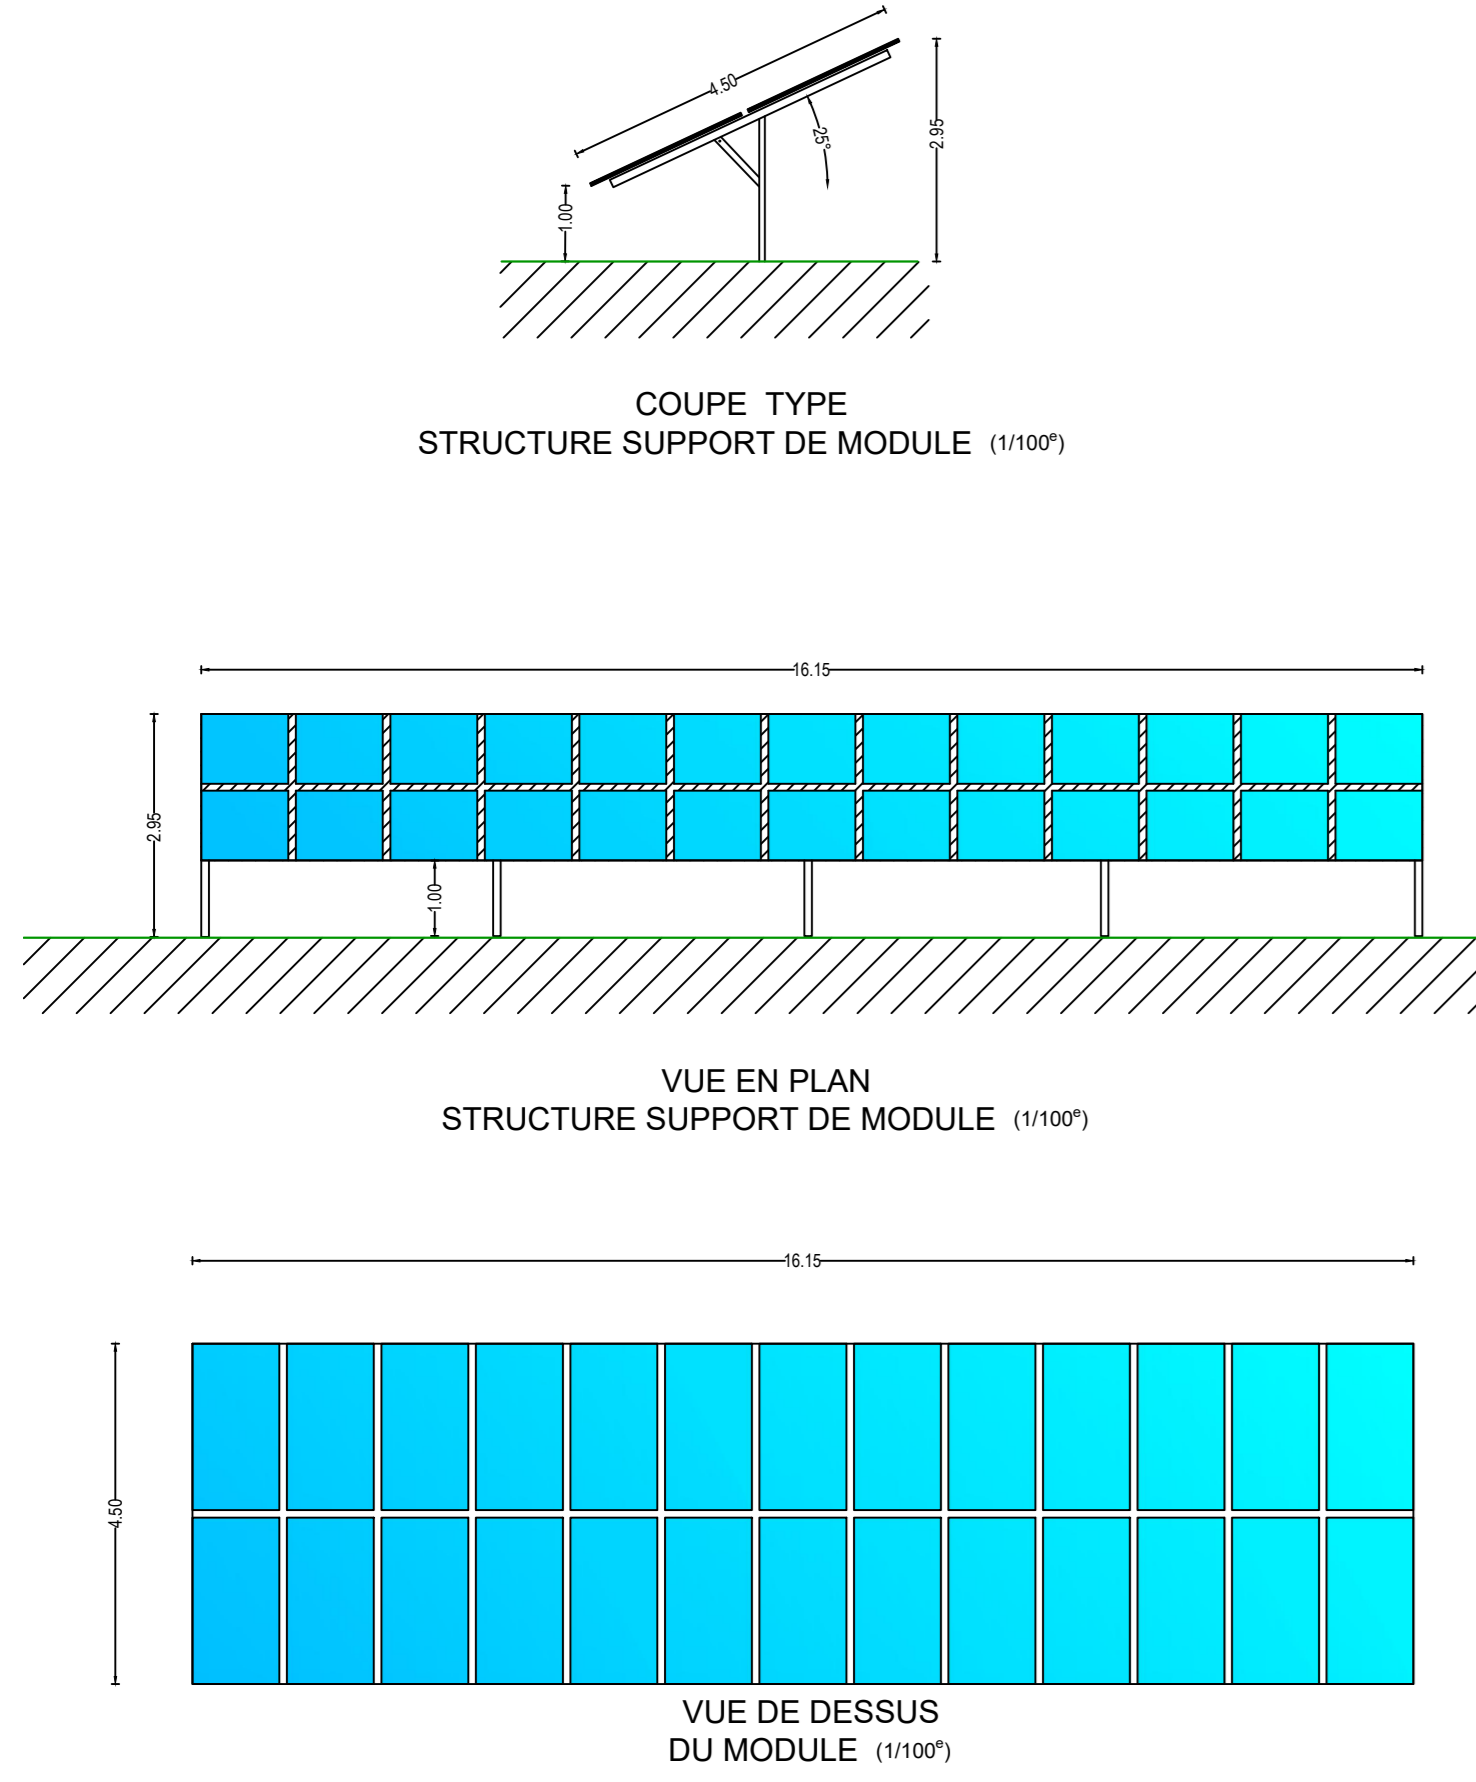 4.50
2.95
25°
1.00
COUPE TYPE
STRUCTURE SUPPORT DE MODULE (1/100e)
16.15
2.95
1.00
VUE EN PLAN
STRUCTURE SUPPORT DE MODULE (1/100e)
16.15
4.50
VUE DE DESSUS
DU MODULE (1/100e)